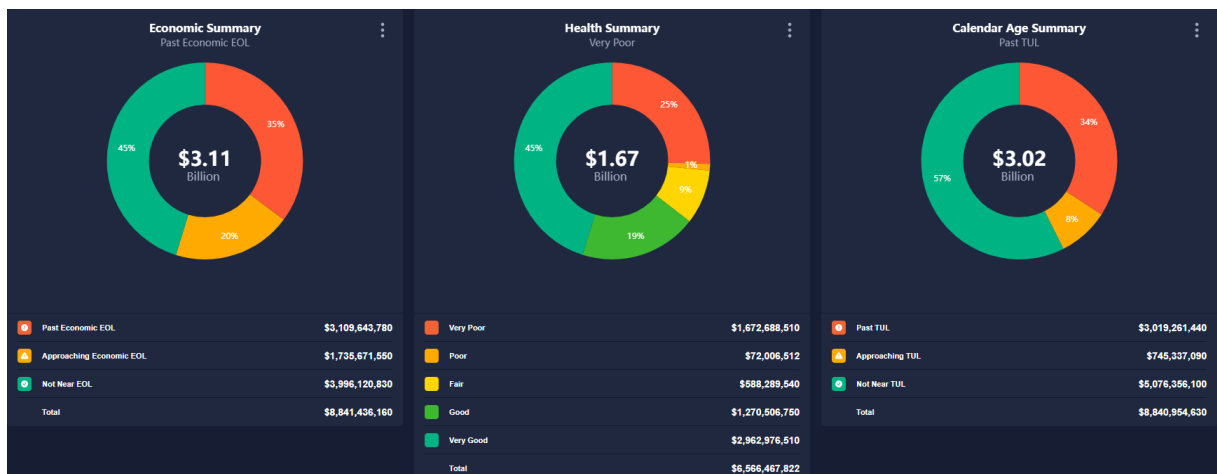 Economic Summary
Past Economic EOL
35%
45%
20%
$3.11
Billion
Past Economic EOL $3,109,643,780
Approaching Economic EOL $1,735,671,550
Not Near EOL $3,996,120,830
Total $8,841,436,160
Health Summary
Very Poor
25%
1%
45%
9%
19%
$1.67
Billion
Very Poor $1,672,688,510
Poor $72,006,512
Fair $588,289,540
Good $1,270,506,750
Very Good $2,962,976,510
Total $6,566,467,822
Calendar Age Summary
Past TUL
34%
57%
8%
$3.02
Billion
Past TUL $3,019,261,440
Approaching TUL $745,337,090
Not Near TUL $5,076,356,100
Total $8,840,954,630